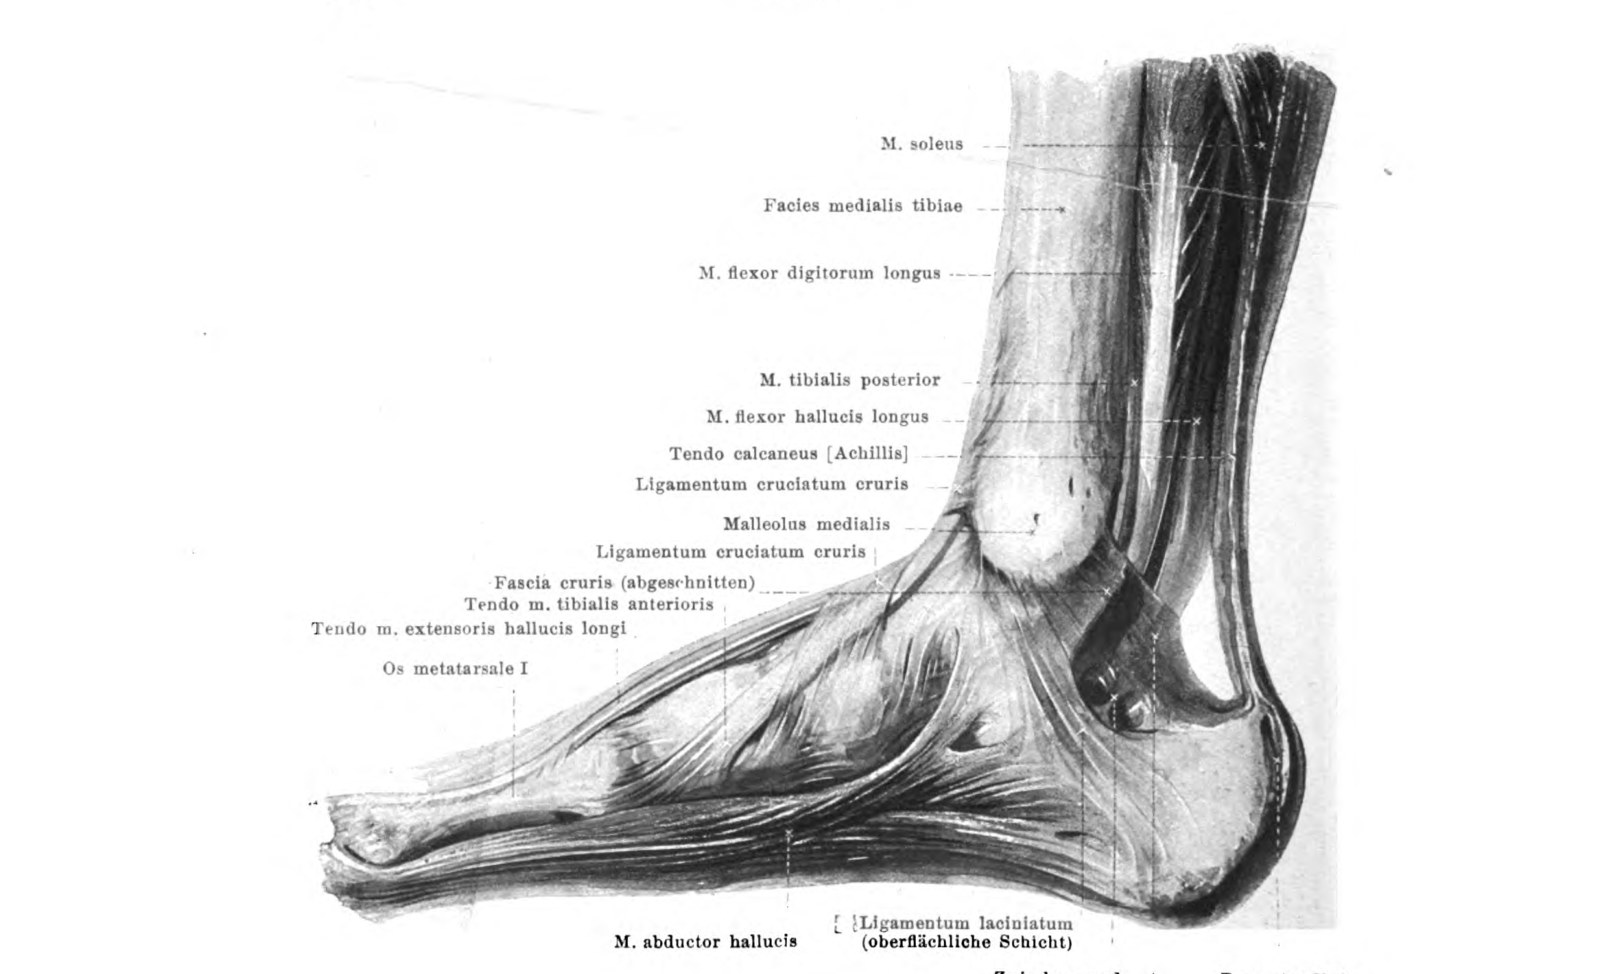 M. soleus
Facies medialis tibiae
M. flexor digitorum longus
M. tibialis posterior
M. flexor hallucis longus
Tendo calcaneus [Achillis]
Ligamentum cruciatum cruris
Malleolus medialis
Ligamentum cruciatum cruris
Fascia cruris (abgeschnitten)
Tendo m. tibialis anterioris
Tendo m. extensoris hallucis longi
Os metatarsale I
Ligamentum laciniatum
M. abductor hallucis
(oberflächliche Schicht)